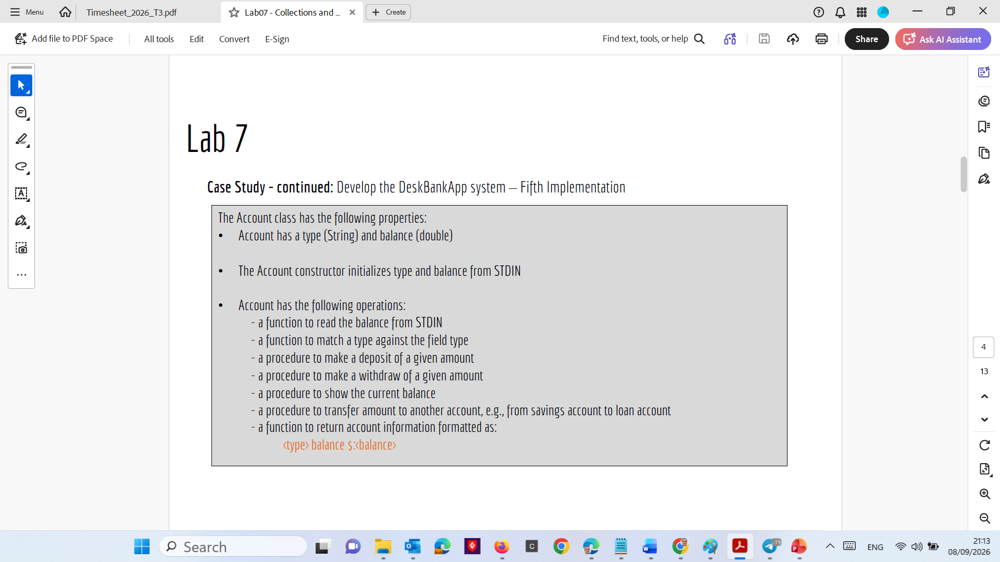 Menu
Timesheet_2026_T3.pdf
Lab07 - Collections and ...
Create
Add file to PDF Space
All tools
Edit
Convert
E-Sign
Find text, tools, or help
Share
Ask AI Assistant
Lab 7
Case Study - continued: Develop the DeskBankApp system – Fifth Implementation
The Account class has the following properties:
• Account has a type (String) and balance (double)
• The Account constructor initializes type and balance from STDIN
• Account has the following operations:
- a function to read the balance from STDIN
- a function to match a type against the field type
- a procedure to make a deposit of a given amount
- a procedure to make a withdraw of a given amount
- a procedure to show the current balance
- a procedure to transfer amount to another account, e.g., from savings account to loan account
- a function to return account information formatted as:
<type> balance $:<balance>
4
13
Search
C
W
19
P
ENG
21:13
08/09/2026